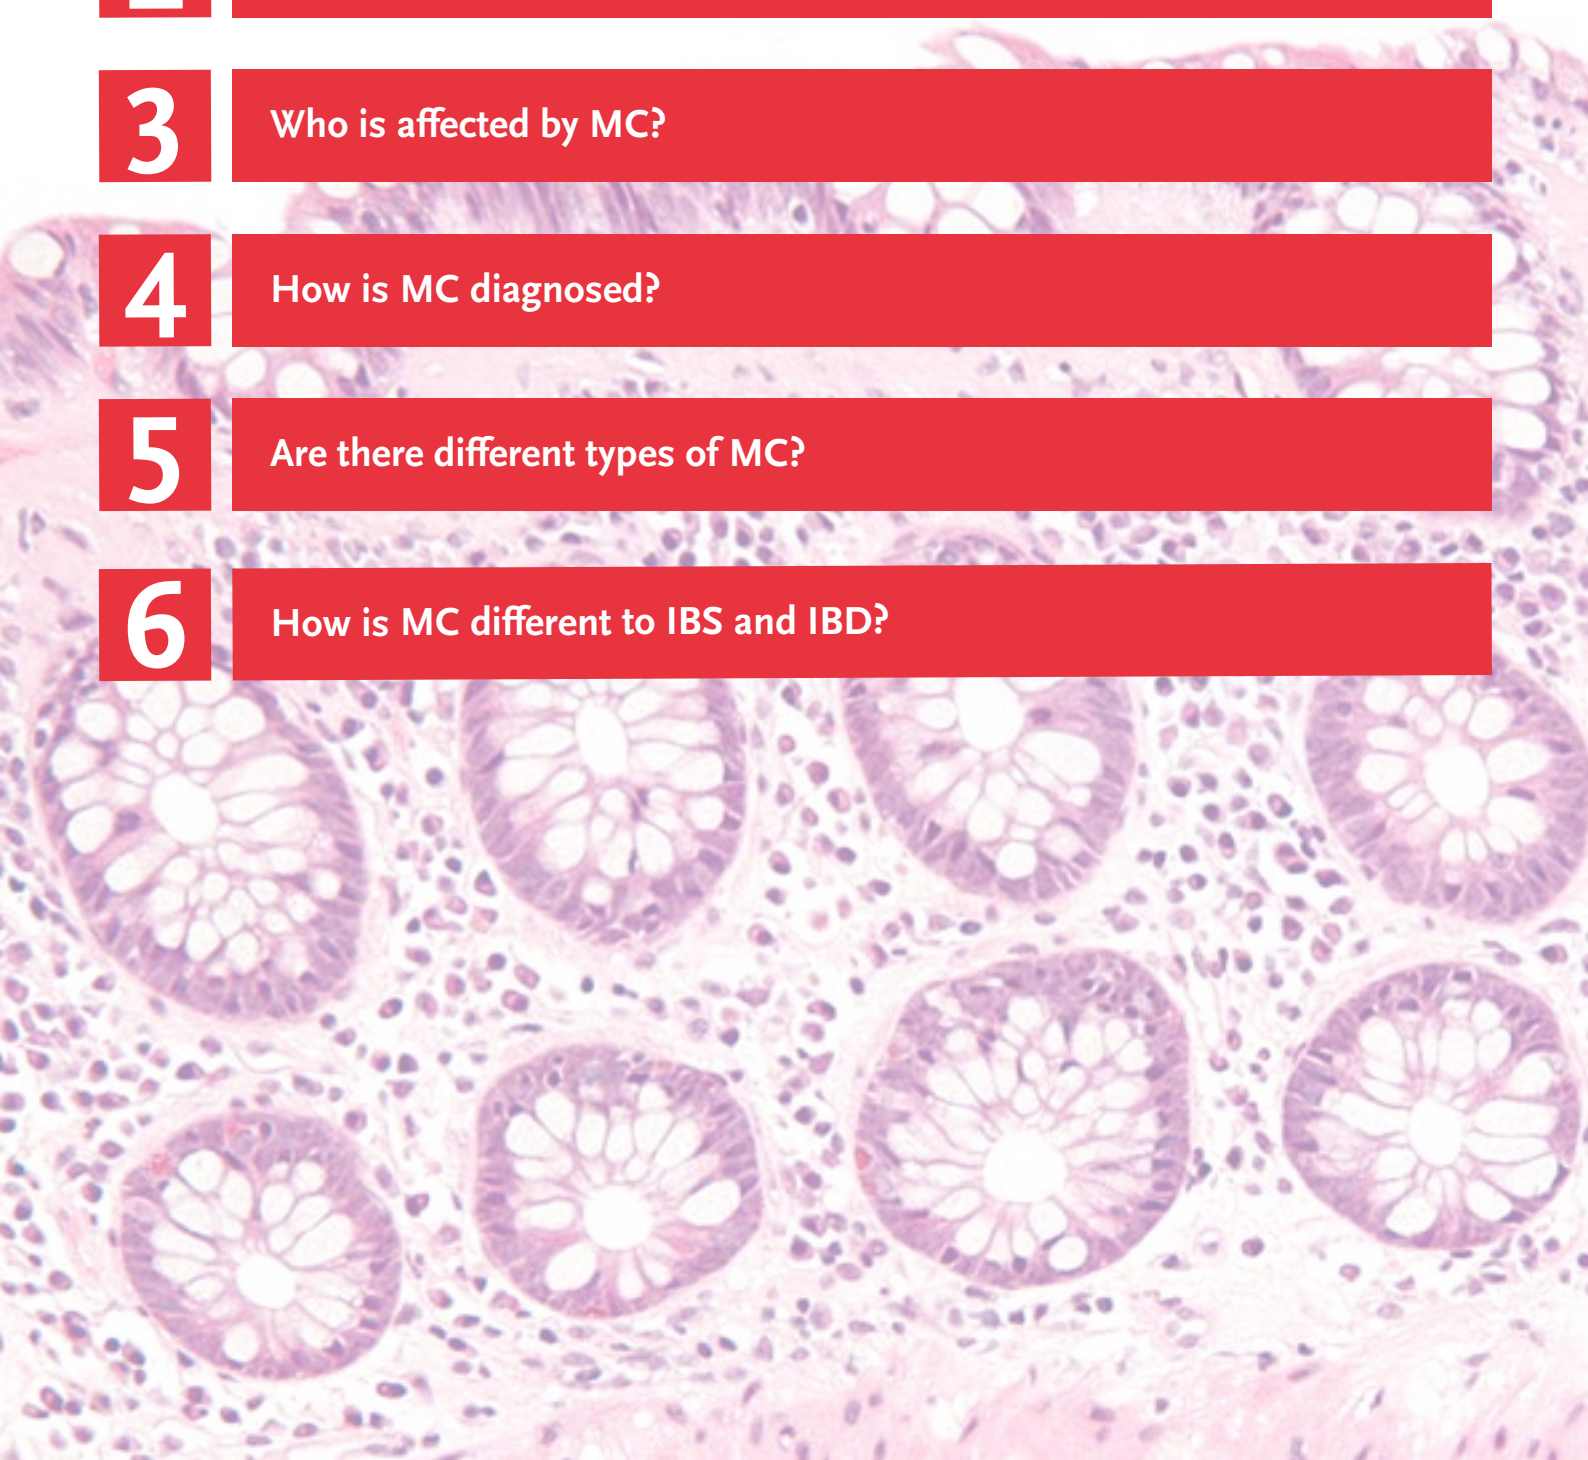 3
Who is affected by MC?
4
How is MC diagnosed?
5
Are there different types of MC?
6
How is MC different to IBS and IBD?